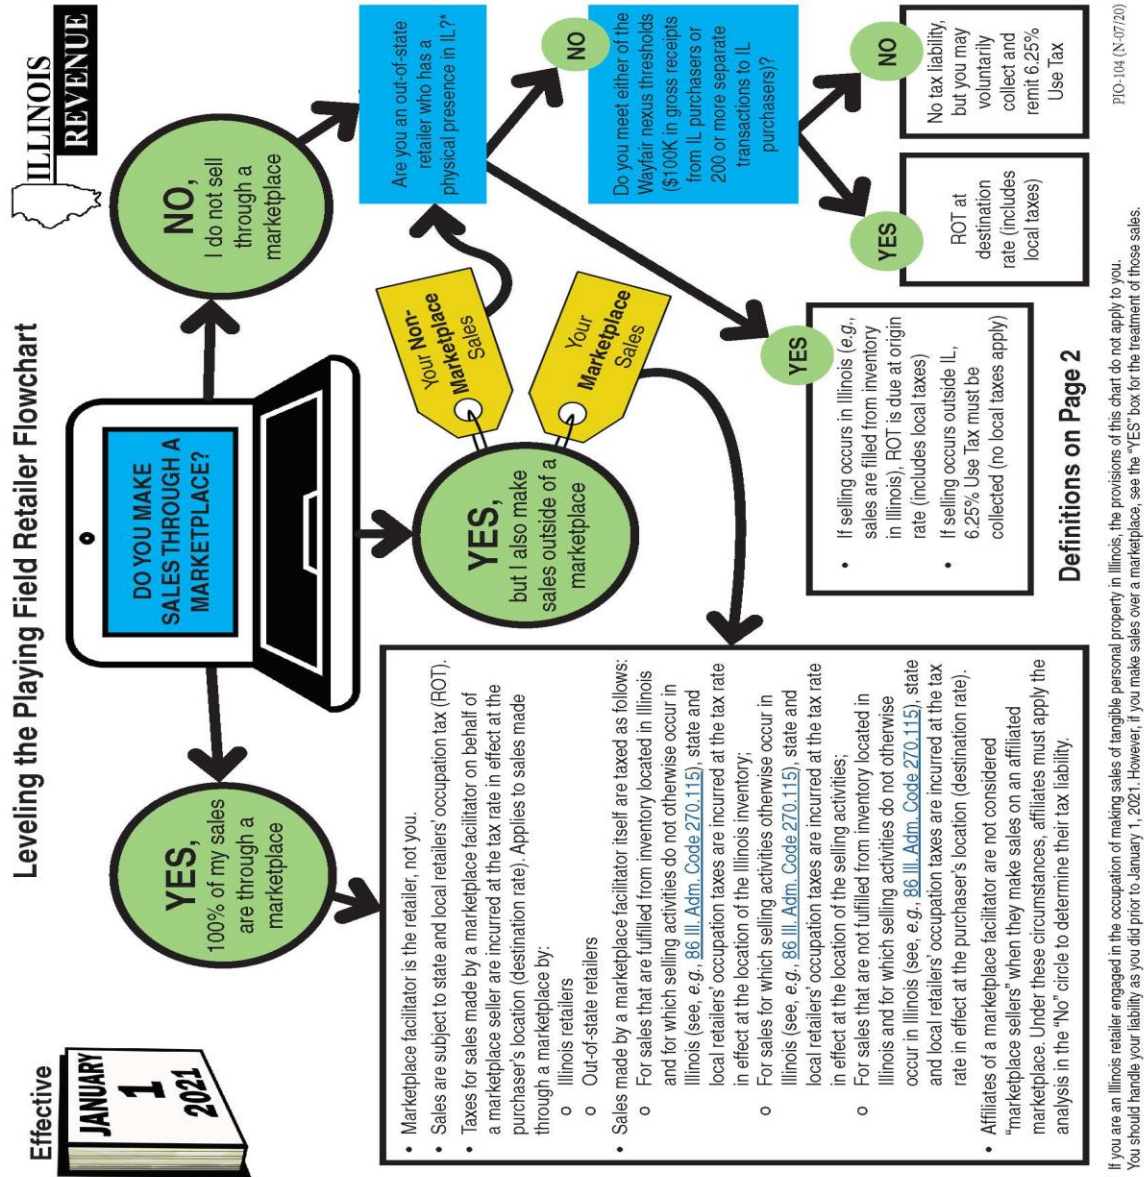 Leveling the Playing Field Retailer Flowchart
ILLINOIS
REVENUE
Effective
JANUARY
1
2021
DO YOU MAKE
SALES THROUGH A
MARKETPLACE?
YES,
100% of my sales
are through a
marketplace
YES,
but I also make
sales outside of a
marketplace
NO,
I do not sell
through a
marketplace
Your Non-
Marketplace
Sales
Your
Marketplace
Sales
• Marketplace facilitator is the retailer, not you.
• Sales are subject to state and local retailers' occupation tax (ROT).
• Taxes for sales made by a marketplace facilitator on behalf of
a marketplace seller are incurred at the tax rate in effect at the
purchaser's location (destination rate). Applies to sales made
through a marketplace by:
o Illinois retailers
o Out-of-state retailers
• Sales made by a marketplace facilitator itself are taxed as follows:
o For sales that are fulfilled from inventory located in Illinois
and for which selling activities do not otherwise occur in
Illinois (see, e.g., 86 Ill. Adm. Code 270.115), state and
local retailers' occupation taxes are incurred at the tax rate
in effect at the location of the Illinois inventory;
o For sales for which selling activities otherwise occur in
Illinois (see, e.g., 86 Ill. Adm. Code 270.115), state and
local retailers' occupation taxes are incurred at the tax rate
in effect at the location of the selling activities;
o For sales that are not fulfilled from inventory located in
Illinois and for which selling activities do not otherwise
occur in Illinois (see, e.g., 86 Ill. Adm. Code 270.115), state
and local retailers' occupation taxes are incurred at the tax
rate in effect at the purchaser's location (destination rate).
• Affiliates of a marketplace facilitator are not considered
"marketplace sellers" when they make sales on an affiliated
marketplace. Under these circumstances, affiliates must apply the
analysis in the "No" circle to determine their tax liability.
Are you an out-of-state
retailer who has a
physical presence in IL?*
YES
• If selling occurs in Illinois (e.g.,
sales are filled from inventory
in Illinois), ROT is due at origin
rate (includes local taxes)
• If selling occurs outside IL,
6.25% Use Tax must be
collected (no local taxes apply)
NO
Do you meet either of the
Wayfair nexus thresholds
($100K in gross receipts
from IL purchasers or
200 or more separate
transactions to IL
purchasers)?
YES
ROT at
destination
rate (includes
local taxes)
NO
No tax liability,
but you may
voluntarily
collect and
remit 6.25%
Use Tax
Definitions on Page 2
If you are an Illinois retailer engaged in the occupation of making sales of tangible personal property in Illinois, the provisions of this chart do not apply to you.
You should handle your liability as you did prior to January 1, 2021. However, if you make sales over a marketplace, see the "YES" box for the treatment of those sales.
PIO-104 (N-07/20)